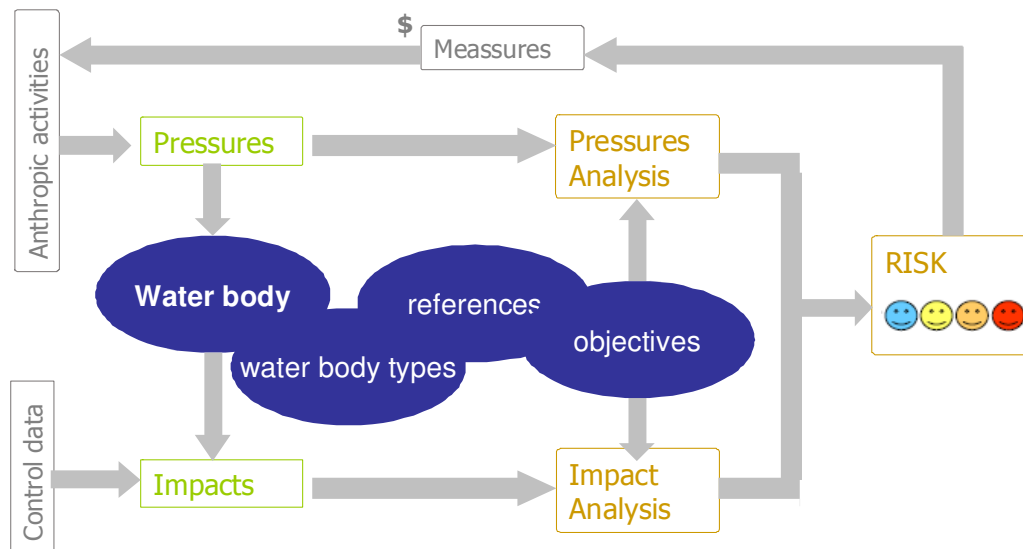 $
Meassures
Anthropic activities
Pressures
Pressures
Analysis
Water body
references
water body types
objectives
RISK
Control data
Impacts
Impact
Analysis